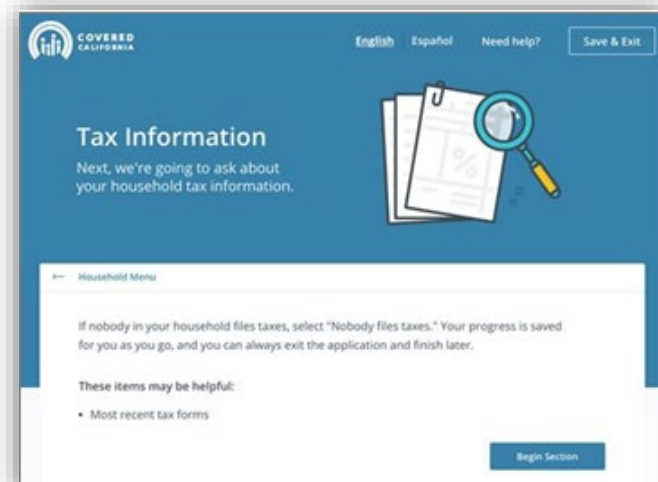 COVERED
CALIFORNIA
English Español Need help? Save & Exit
Tax Information
Next, we're going to ask about
your household tax information.
← Household Menu
If nobody in your household files taxes, select "Nobody files taxes." Your progress is saved
for you as you go, and you can always exit the application and finish later.
These items may be helpful:
• Most recent tax forms
Begin Section